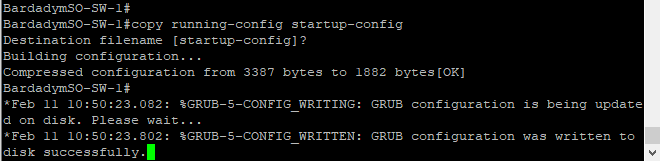 BardadymSO-SW-1#
BardadymSO-SW-1#copy running-config startup-config
Destination filename [startup-config]?
Building configuration...
Compressed configuration from 3387 bytes to 1882 bytes[OK]
BardadymSO-SW-1#
*Feb 11 10:50:23.082: %GRUB-5-CONFIG_WRITING: GRUB configuration is being update
d on disk. Please wait...
*Feb 11 10:50:23.802: %GRUB-5-CONFIG_WRITTEN: GRUB configuration was written to
disk successfully.